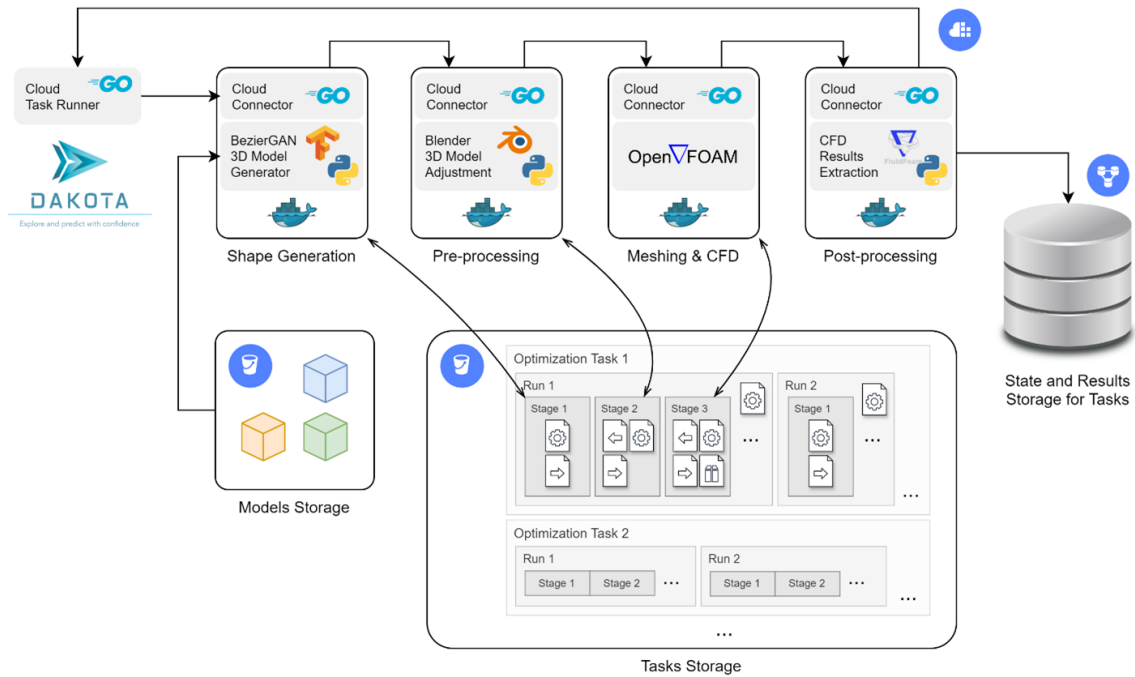 Cloud
Task Runner
GO
DAKOTA
Explore and predict with confidence
Cloud
Connector
GO
BezierGAN
3D Model
Generator
Shape Generation
Cloud
Connector
GO
Blender
3D Model
Adjustment
Pre-processing
Cloud
Connector
GO
Open FOAM
Meshing & CFD
Cloud
Connector
GO
CFD
Results
Extraction
FluidFoam
Post-processing
State and Results
Storage for Tasks
Models Storage
Optimization Task 1
Run 1
Stage 1
Stage 2
Stage 3
...
Run 2
Stage 1
...
...
Optimization Task 2
Run 1
Stage 1
Stage 2
...
Run 2
Stage 1
Stage 2
...
...
...
Tasks Storage